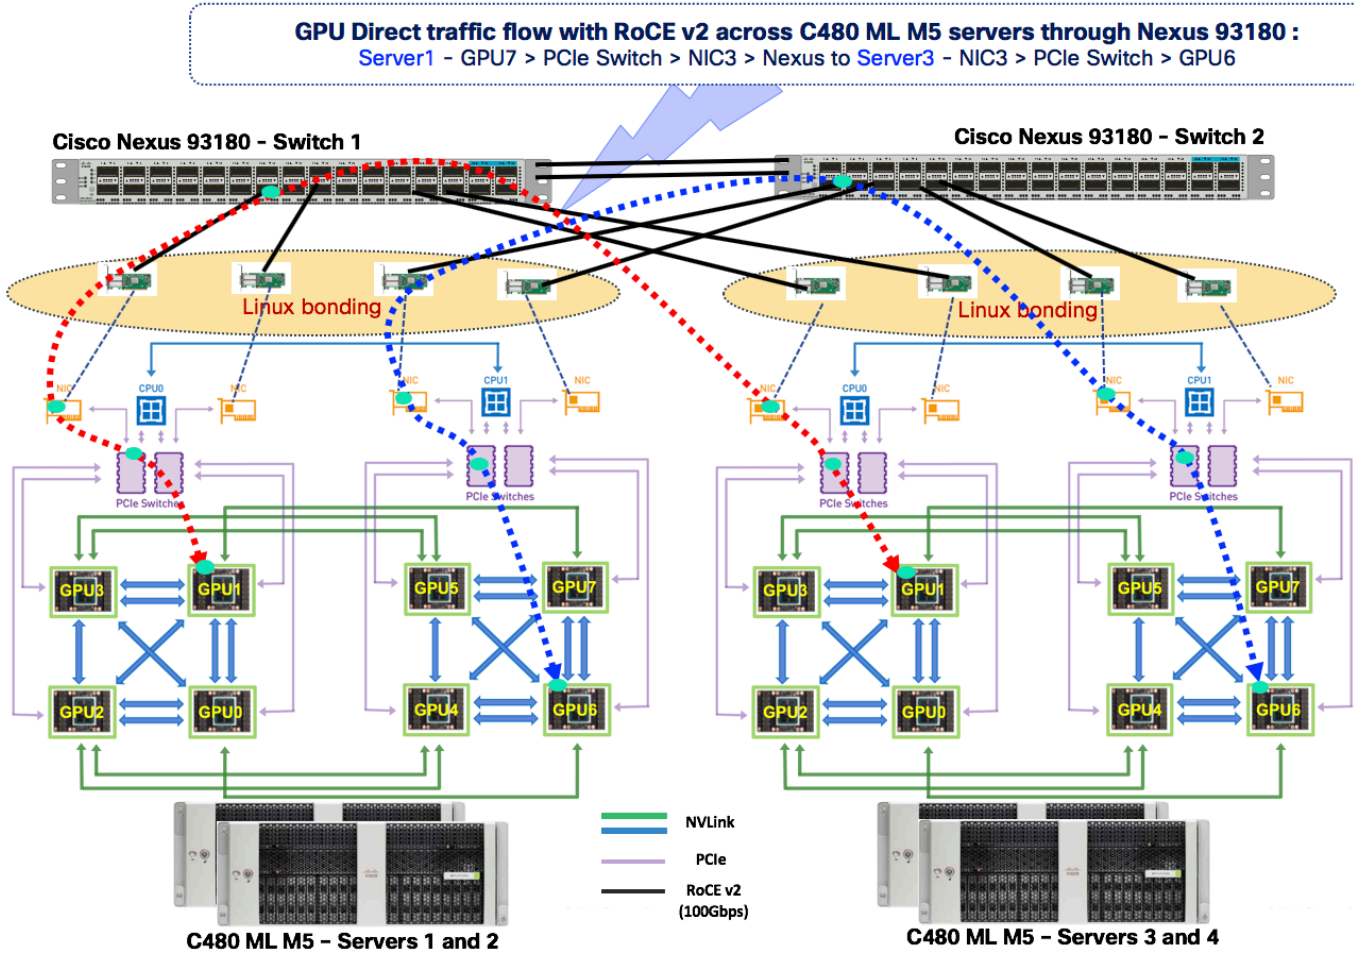 GPU Direct traffic flow with RoCE v2 across C480 ML M5 servers through Nexus 93180 :
Server1 - GPU7 > PCIe Switch > NIC3 > Nexus to Server3 - NIC3 > PCIe Switch > GPU6
Cisco Nexus 93180 - Switch 1
Cisco Nexus 93180 - Switch 2
Linux bonding
Linux bonding
NIC
CPU0
NIC
NIC
CPU1
NIC
NIC
CPU0
NIC
NIC
CPU1
NIC
PCIe Switches
PCIe Switches
PCIe Switches
PCIe Switches
GPU3
GPU1
GPU5
GPU7
GPU3
GPU1
GPU5
GPU7
GPU2
GPU0
GPU4
GPU6
GPU2
GPU0
GPU4
GPU6
NVLink
PCIe
RoCE v2
(100Gbps)
C480 ML M5 - Servers 1 and 2
C480 ML M5 - Servers 3 and 4